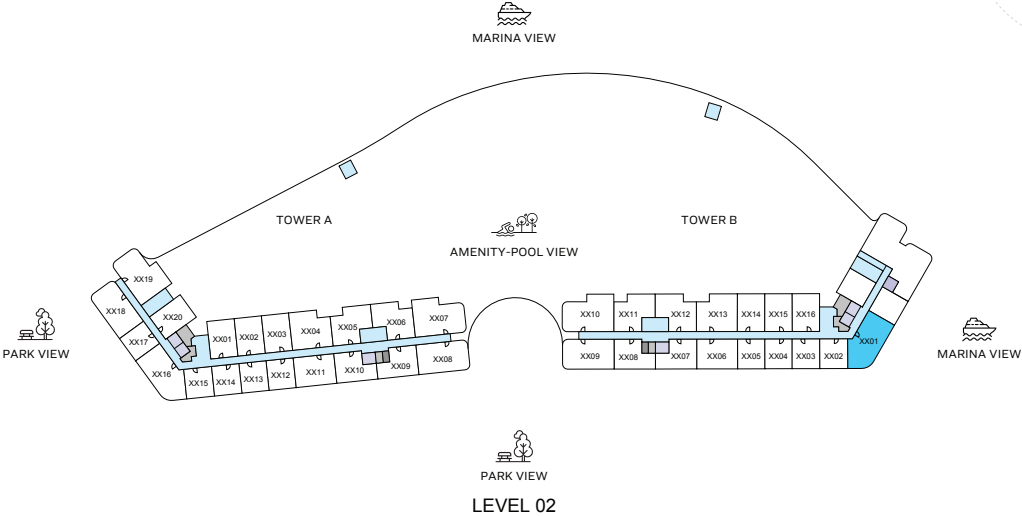 MARINA VIEW
TOWER A
TOWER B
AMENITY-POOL VIEW
XX19
XX18
XX20
XX17
XX16
XX01
XX02
XX03
XX04
XX05
XX06
XX07
XX15
XX14
XX13
XX12
XX11
XX10
XX09
XX08
XX10
XX11
XX12
XX13
XX14
XX15
XX16
XX09
XX08
XX07
XX06
XX05
XX04
XX03
XX02
XX01
PARK VIEW
MARINA VIEW
PARK VIEW
LEVEL 02